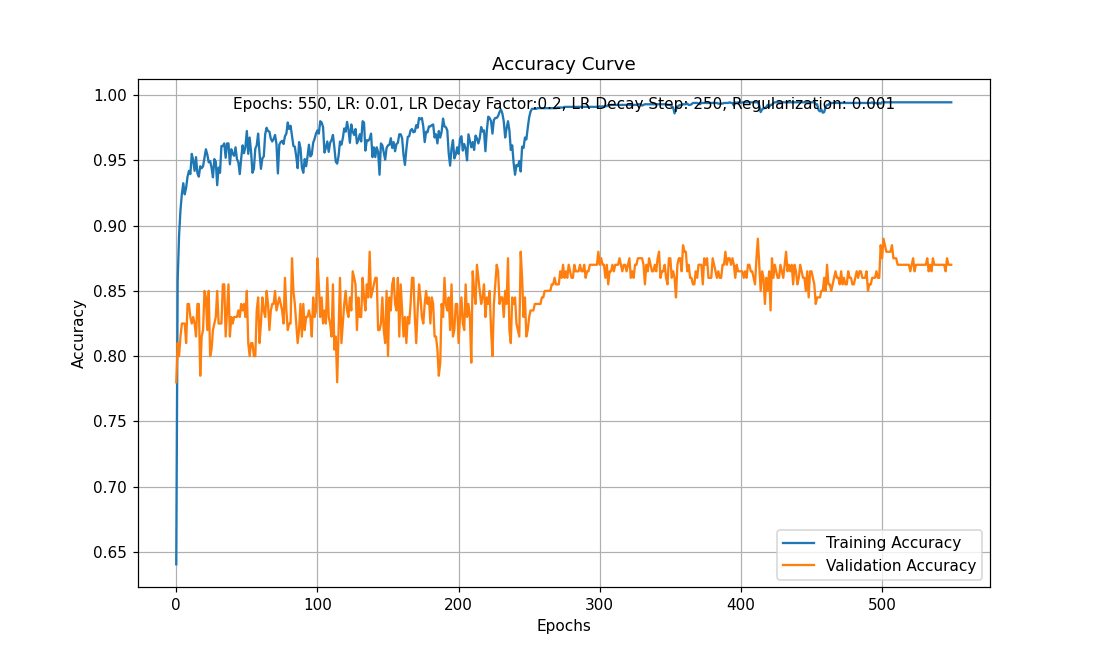 Accuracy Curve
Epochs: 550, LR: 0.01, LR Decay Factor:0.2, LR Decay Step: 250, Regularization: 0.001
1.00
0.95
0.90
0.85
0.80
0.75
0.70
0.65
Accuracy
Training Accuracy
Validation Accuracy
0 100 200 300 400 500
Epochs